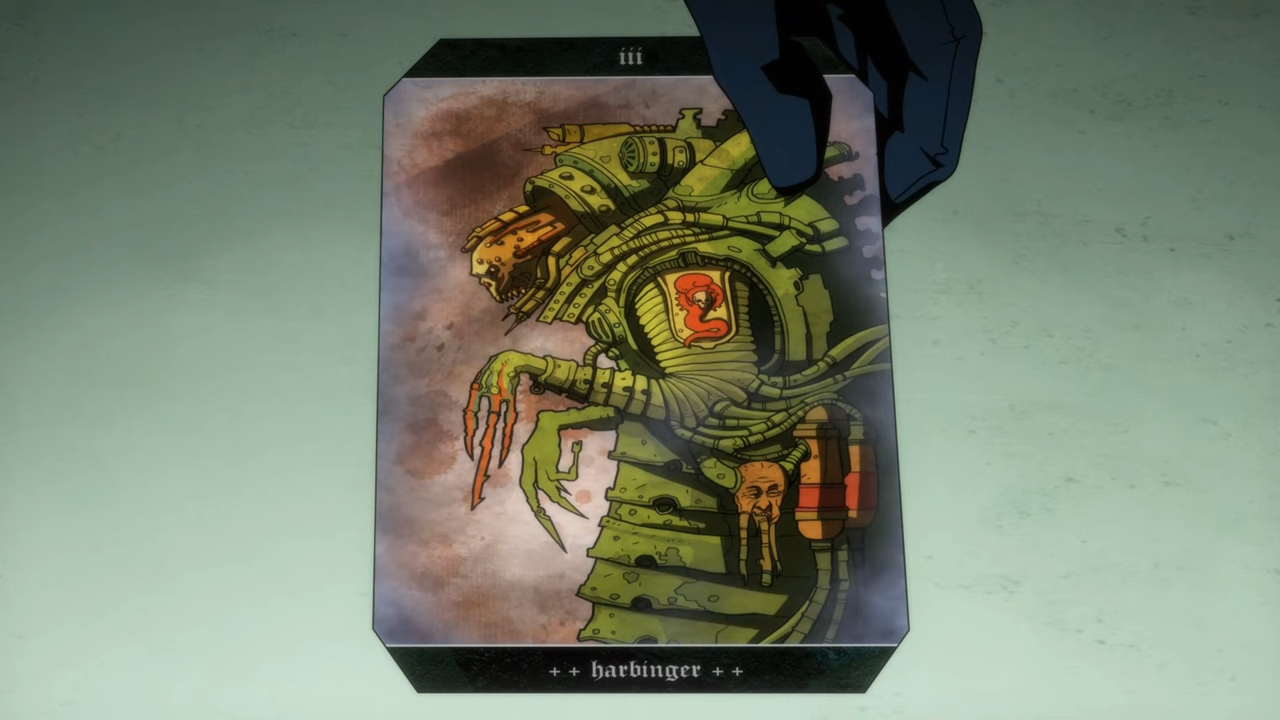 iii
+ + harbinger + +